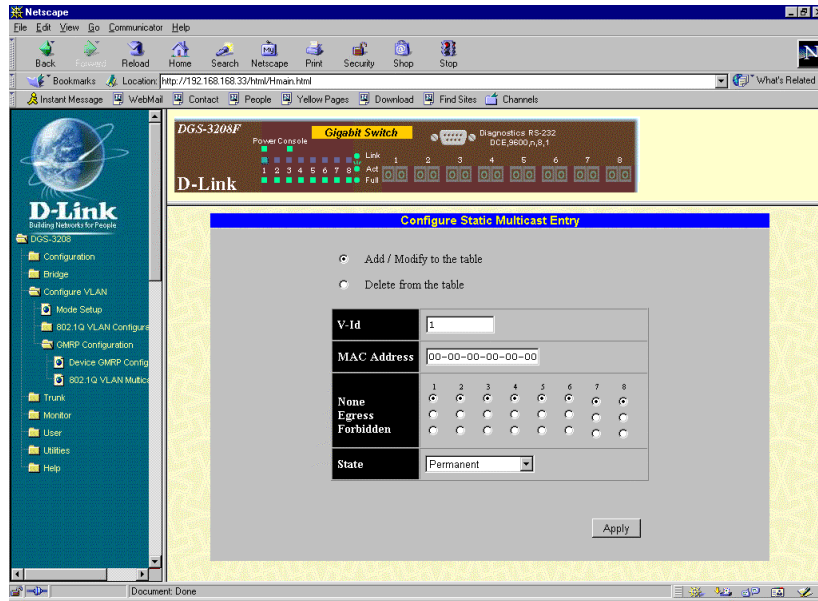 Netscape
File Edit View Go Communicator Help
Back Forward Reload Home Search Netscape Print Security Shop Stop
Bookmarks Location: http://192.168.168.33/html/Hmain.html What's Related
Instant Message WebMail Contact People Yellow Pages Download Find Sites Channels
DGS-3208F
Power Console
Gigabit Switch
Diagnostics RS-232
DCE,9600,n,8,1
Link
1 2 3 4 5 6 7 8 Act
Full
1 2 3 4 5 6 7 8
D-Link
D-Link
Building Networks for People
DGS-3208
Configuration
Bridge
Configure VLAN
Mode Setup
802.1Q VLAN Configura
GMRP Configuration
Device GMRP Config
802.1Q VLAN Multica
Trunk
Monitor
User
Utilities
Help
Configure Static Multicast Entry
Add / Modify to the table
Delete from the table
V-Id 1
MAC Address 00-00-00-00-00-00
1 2 3 4 5 6 7 8
None
Egress
Forbidden
State Permanent
Apply
Document: Done